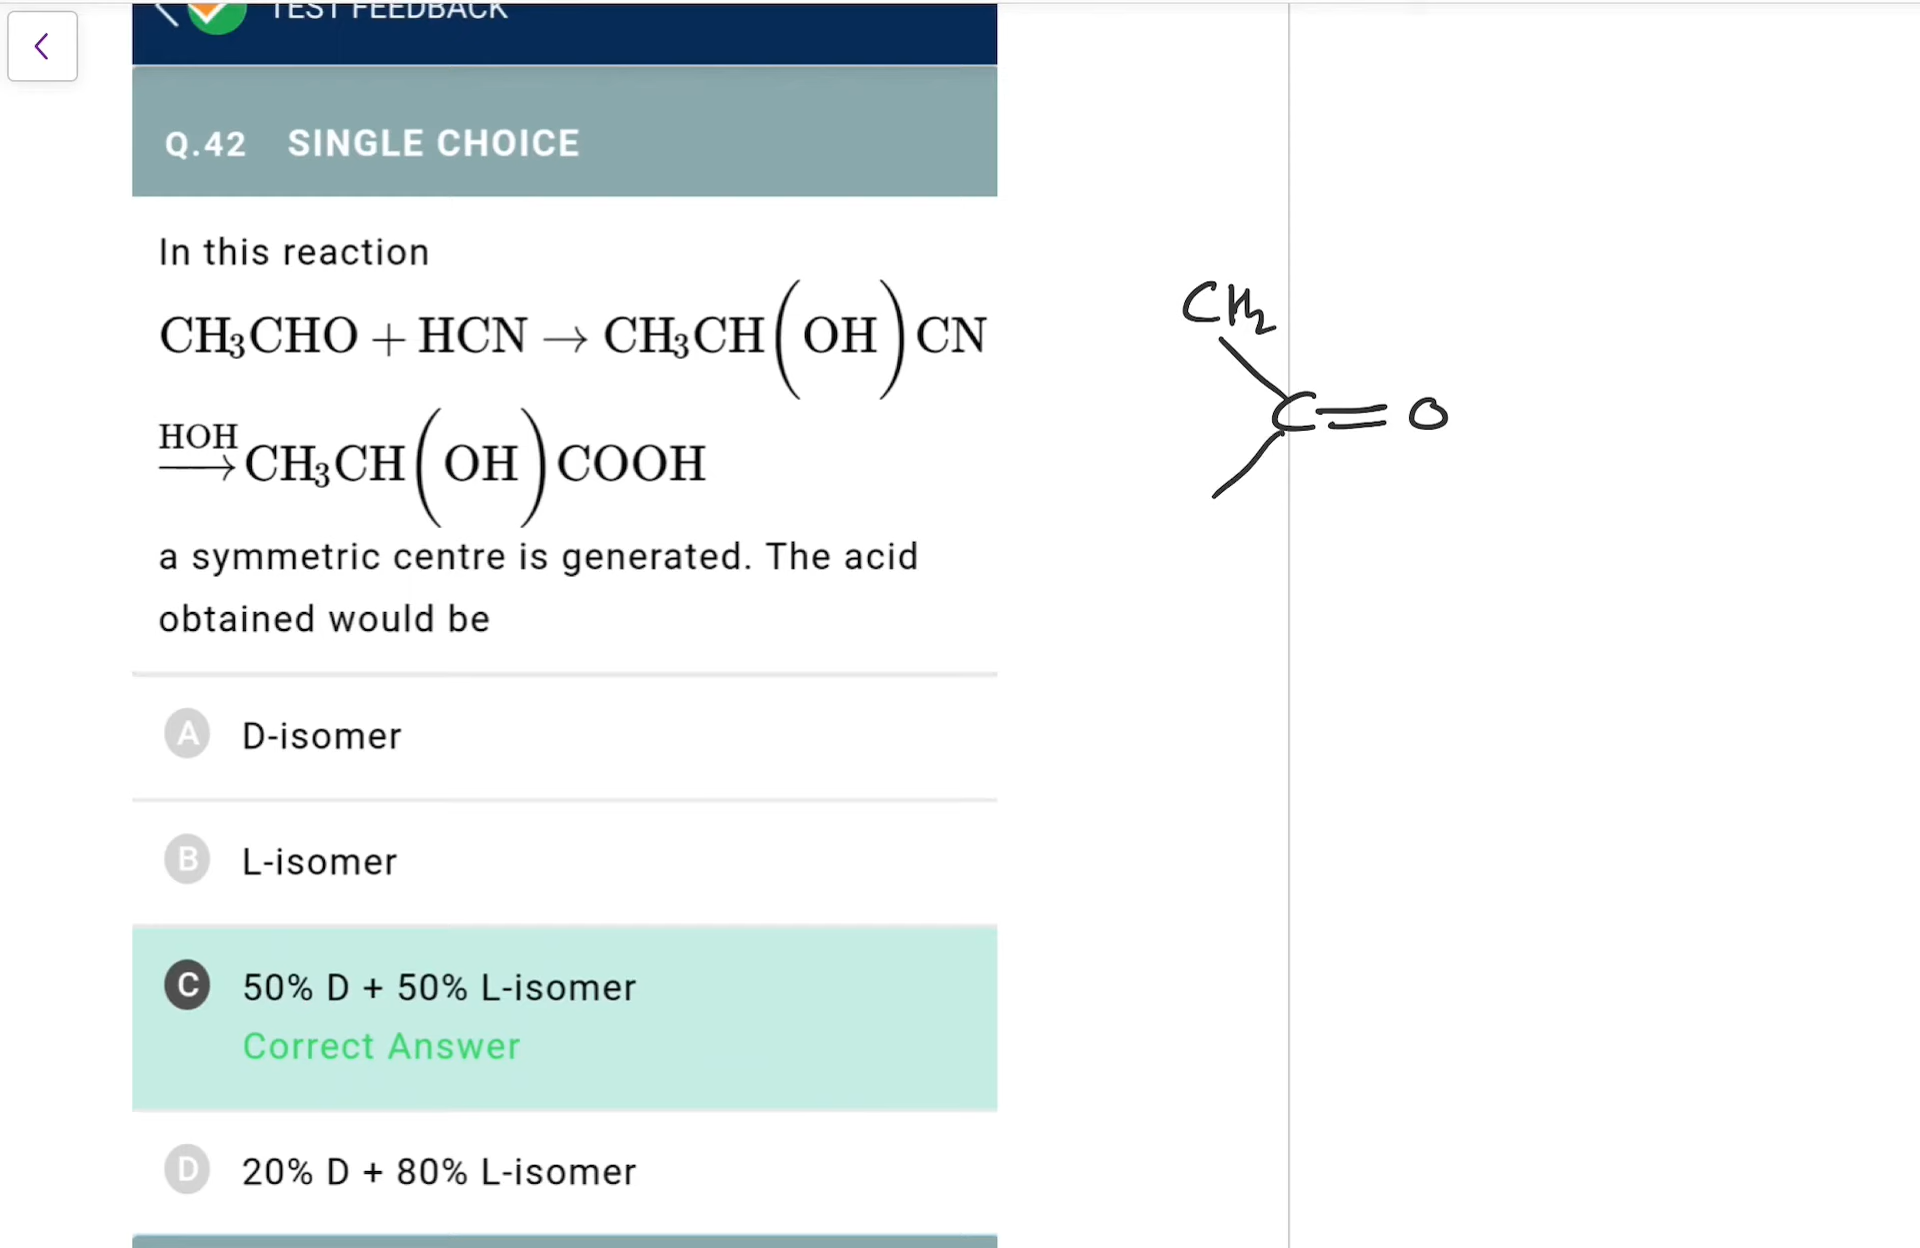 TEST FEEDBACK
Q.42 SINGLE CHOICE
In this reaction
CH₃CHO + HCN → CH₃CH(OH)CN
HOH
→ CH₃CH(OH)COOH
a symmetric centre is generated. The acid
obtained would be
A D-isomer
B L-isomer
C 50% D + 50% L-isomer
Correct Answer
D 20% D + 80% L-isomer
CH₂
C=O